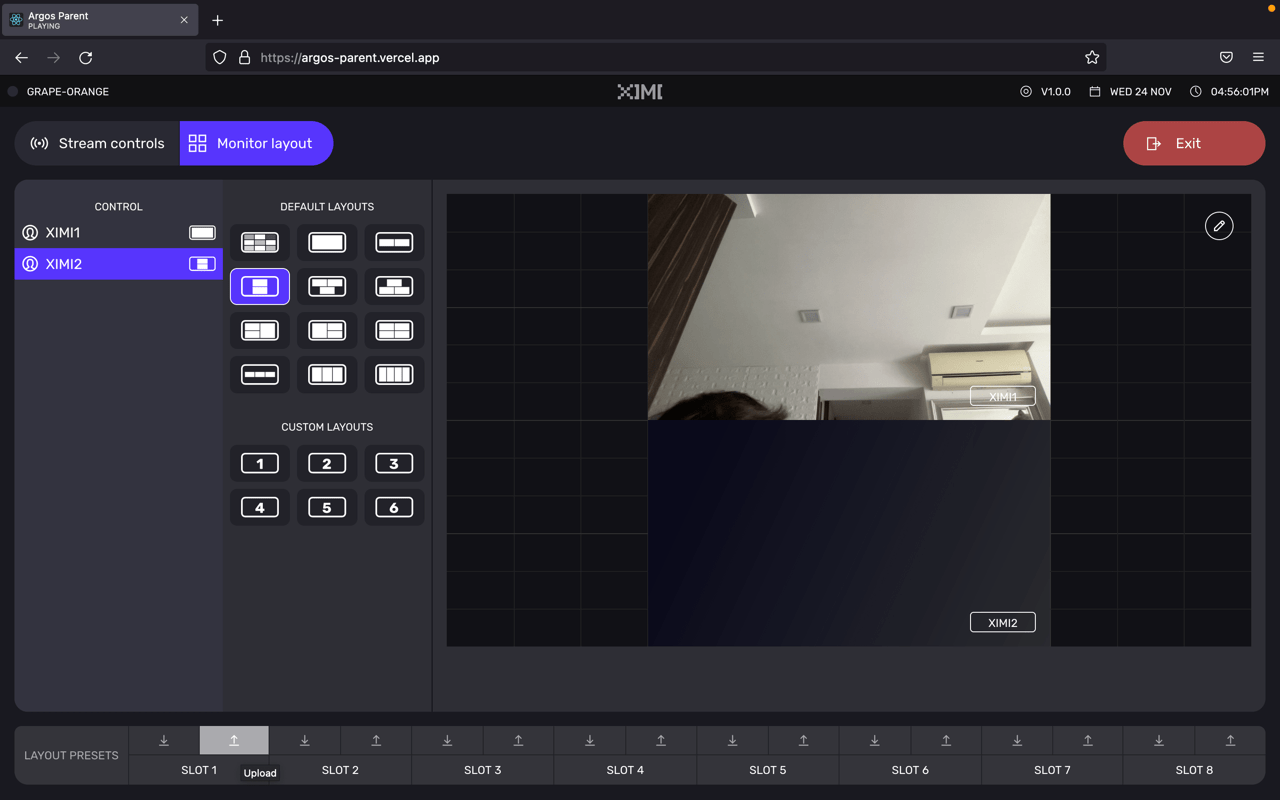 Argos Parent
PLAYING
https://argos-parent.vercel.app
GRAPE-ORANGE
XIMI
V1.0.0
WED 24 NOV
04:56:01PM
Stream controls
Monitor layout
Exit
CONTROL
XIMI1
XIMI2
DEFAULT LAYOUTS
CUSTOM LAYOUTS
1
2
3
4
5
6
XIMI1
XIMI2
LAYOUT PRESETS
SLOT 1
SLOT 2
SLOT 3
SLOT 4
SLOT 5
SLOT 6
SLOT 7
SLOT 8
Upload